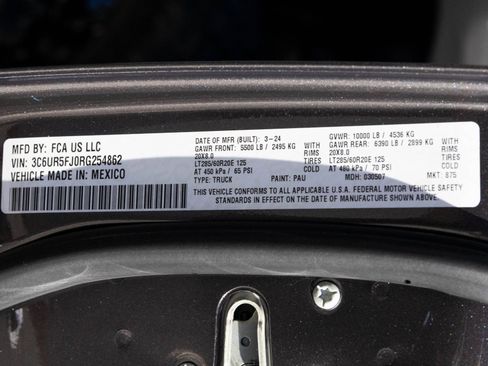 MFD BY: FCA US LLC
VIN: 3C6UR5FJ0RG254862
VEHICLE MADE IN: MEXICO
DATE OF MFR (BUILT): 3-24 GVWR: 10000 LB / 4536 KG
GAWR FRONT: 5500 LB / 2495 KG WITH GAWR REAR: 6390 LB / 2899 KG WITH
20X8.0 RIMS 20X8.0 RIMS
LT285/60R20E 125 TIRES LT285/60R20E 125 TIRES
AT 450 kPa / 65 PSI COLD AT 480 kPa / 70 PSI COLD
TYPE: TRUCK PAINT: PAU MDH: 030507 MKT: 875
THIS VEHICLE CONFORMS TO ALL APPLICABLE U.S.A. FEDERAL MOTOR VEHICLE SAFETY
STANDARDS IN EFFECT ON THE DATE OF MANUFACTURE SHOWN ABOVE.